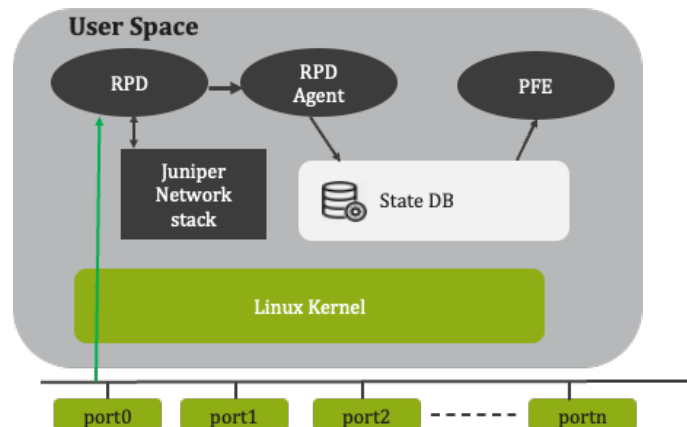 User Space
RPD
RPD
Agent
PFE
Juniper
Network
stack
State DB
Linux Kernel
port0
port1
port2
portn